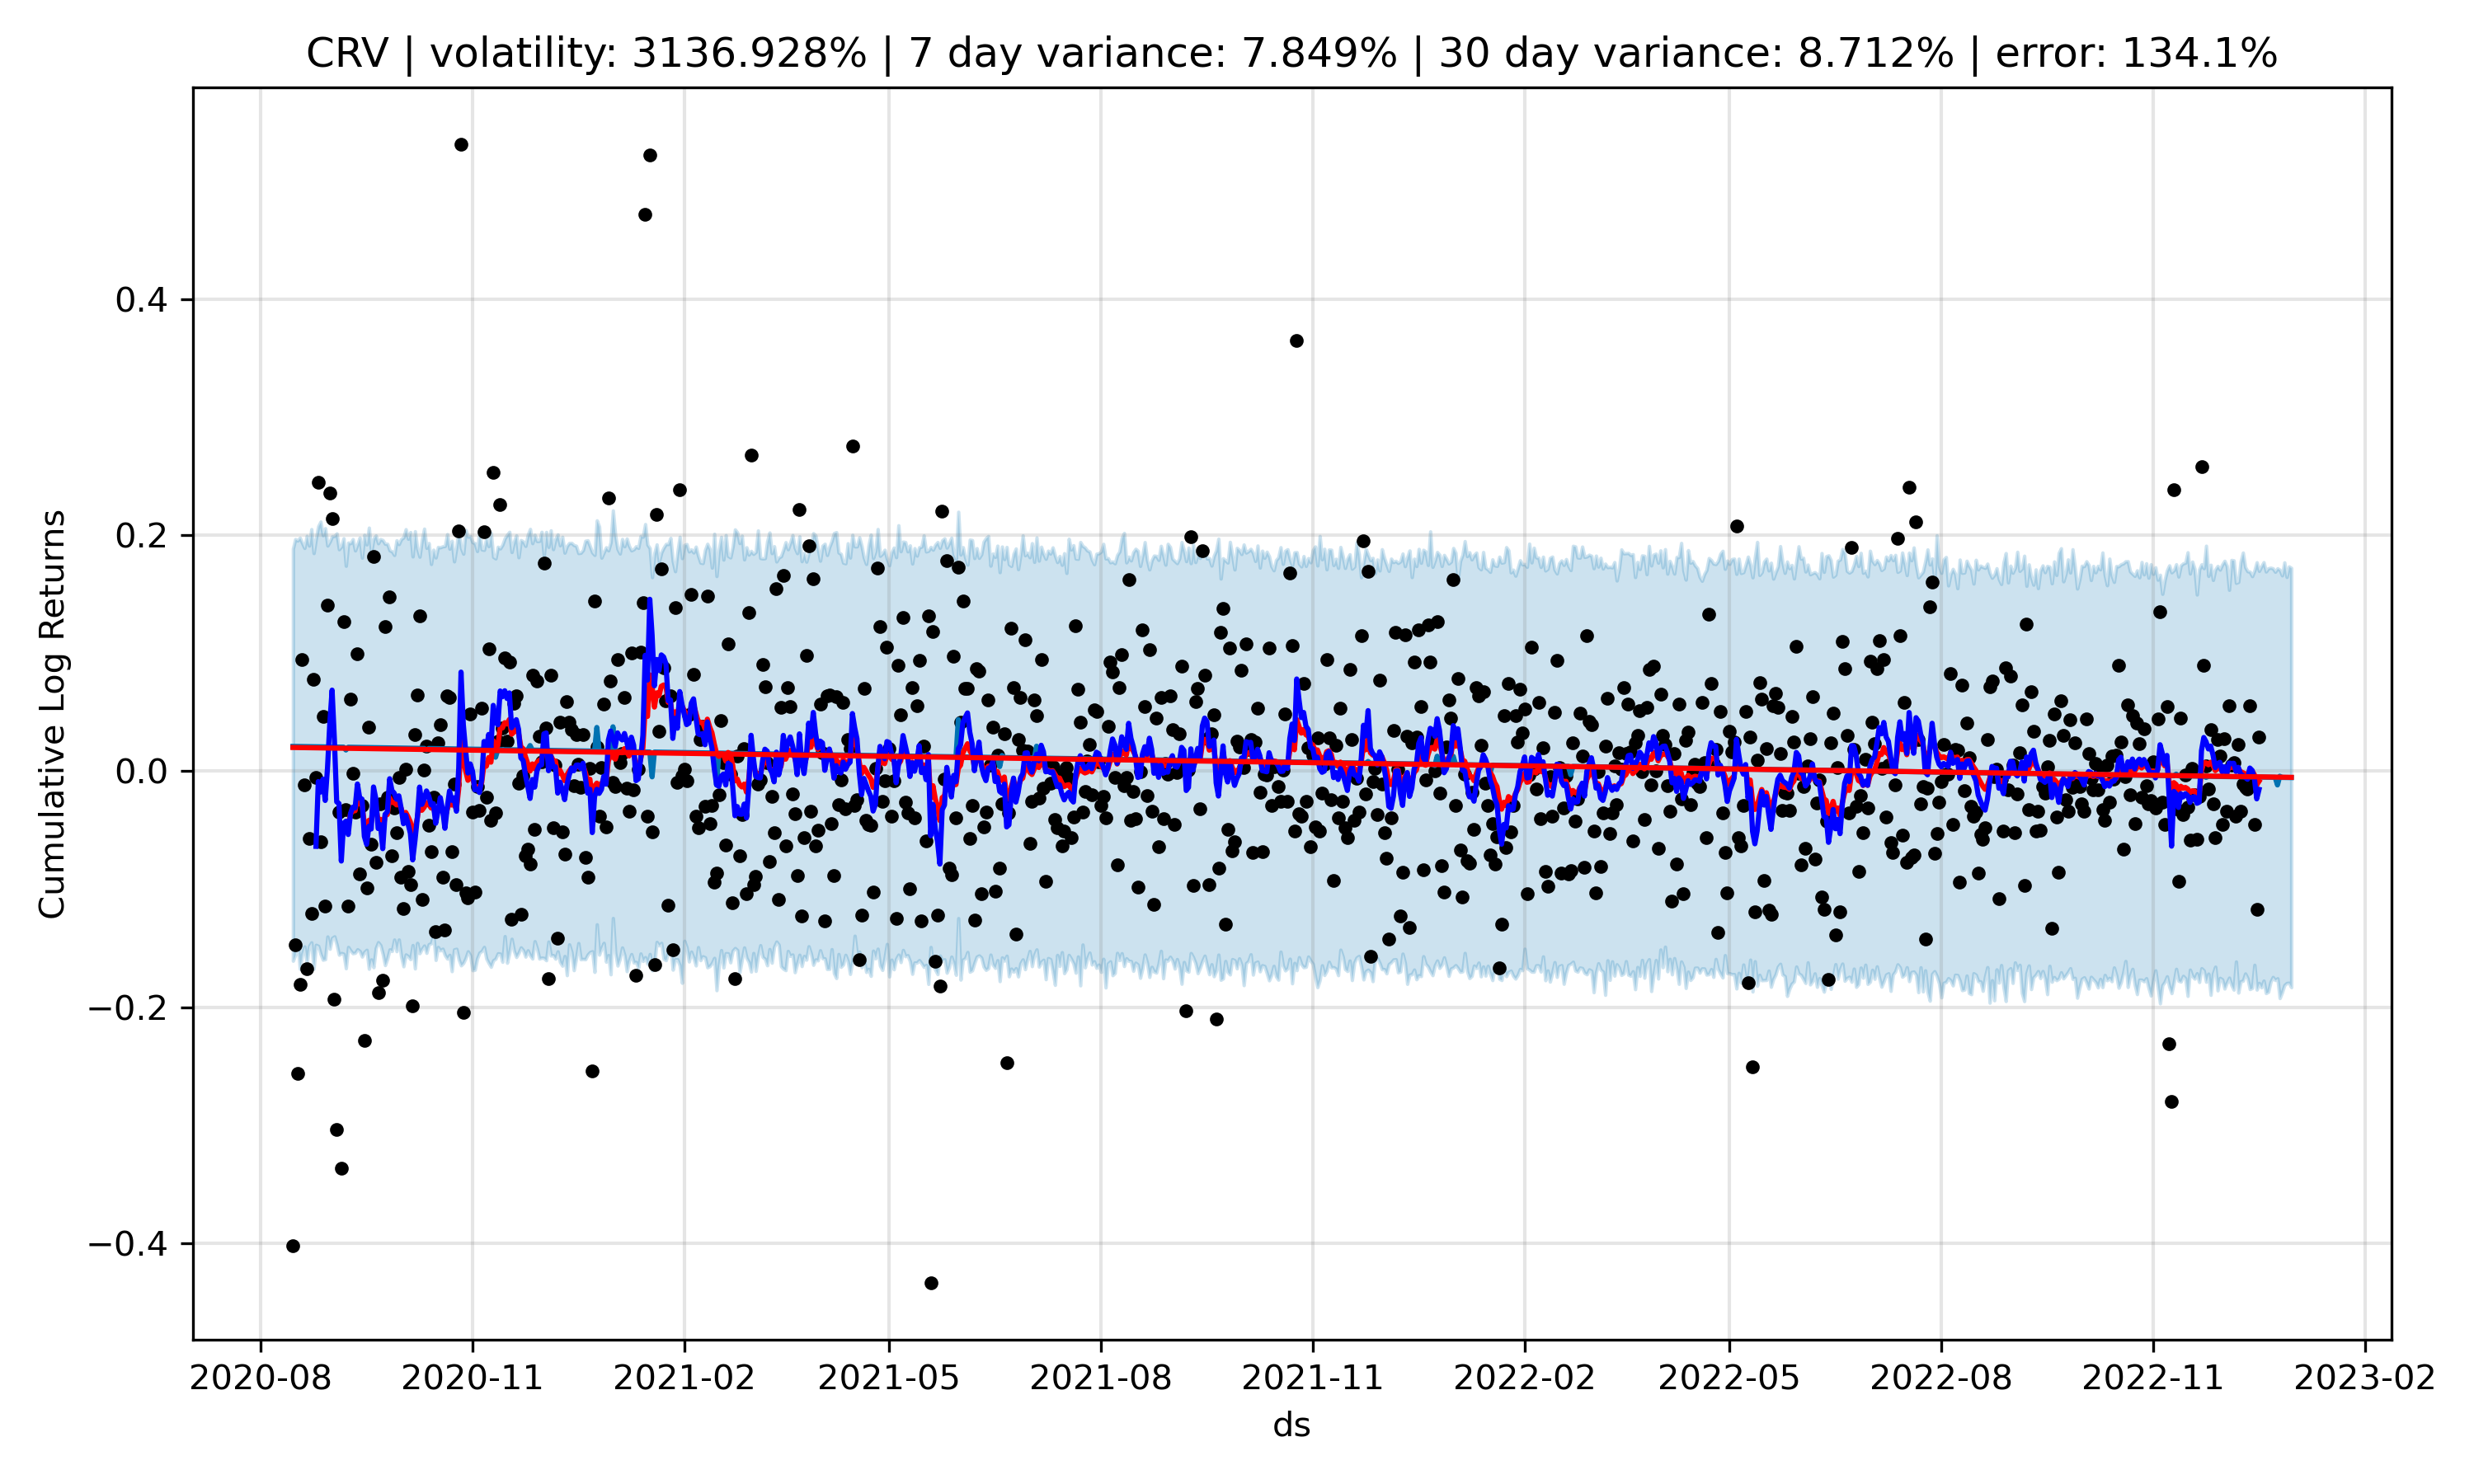 CRV | volatility: 3136.928% | 7 day variance: 7.849% | 30 day variance: 8.712% | error: 134.1%
Cumulative Log Returns
0.4
0.2
0.0
−0.2
−0.4
2020-08 2020-11 2021-02 2021-05 2021-08 2021-11 2022-02 2022-05 2022-08 2022-11 2023-02
ds